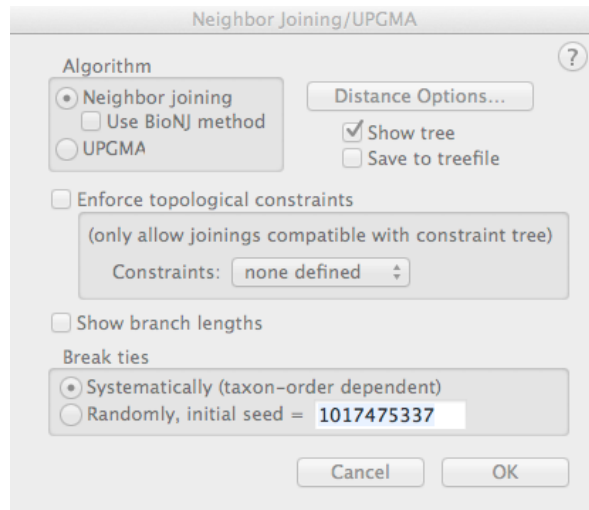 Neighbor Joining/UPGMA
?
Algorithm
Neighbor joining
Use BioNJ method
UPGMA
Distance Options...
Show tree
Save to treefile
Enforce topological constraints
(only allow joinings compatible with constraint tree)
Constraints: none defined
Show branch lengths
Break ties
Systematically (taxon-order dependent)
Randomly, initial seed = 1017475337
Cancel OK